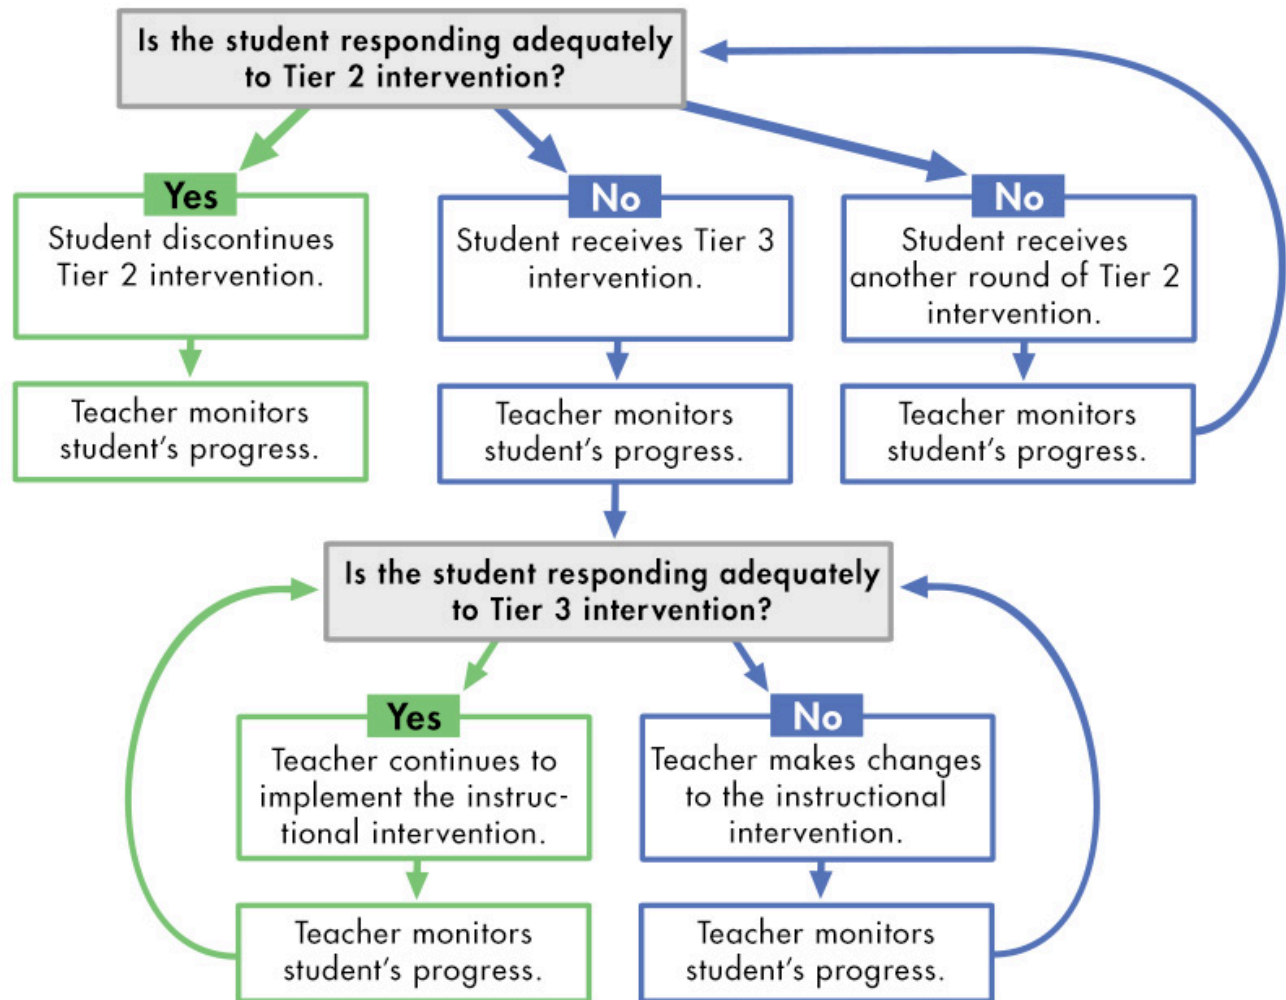 Is the student responding adequately
to Tier 2 intervention?
Yes
Student discontinues
Tier 2 intervention.
No
Student receives Tier 3
intervention.
No
Student receives
another round of Tier 2
intervention.
Teacher monitors
student's progress.
Teacher monitors
student's progress.
Teacher monitors
student's progress.
Is the student responding adequately
to Tier 3 intervention?
Yes
Teacher continues to
implement the instruc-
tional intervention.
No
Teacher makes changes
to the instructional
intervention.
Teacher monitors
student's progress.
Teacher monitors
student's progress.